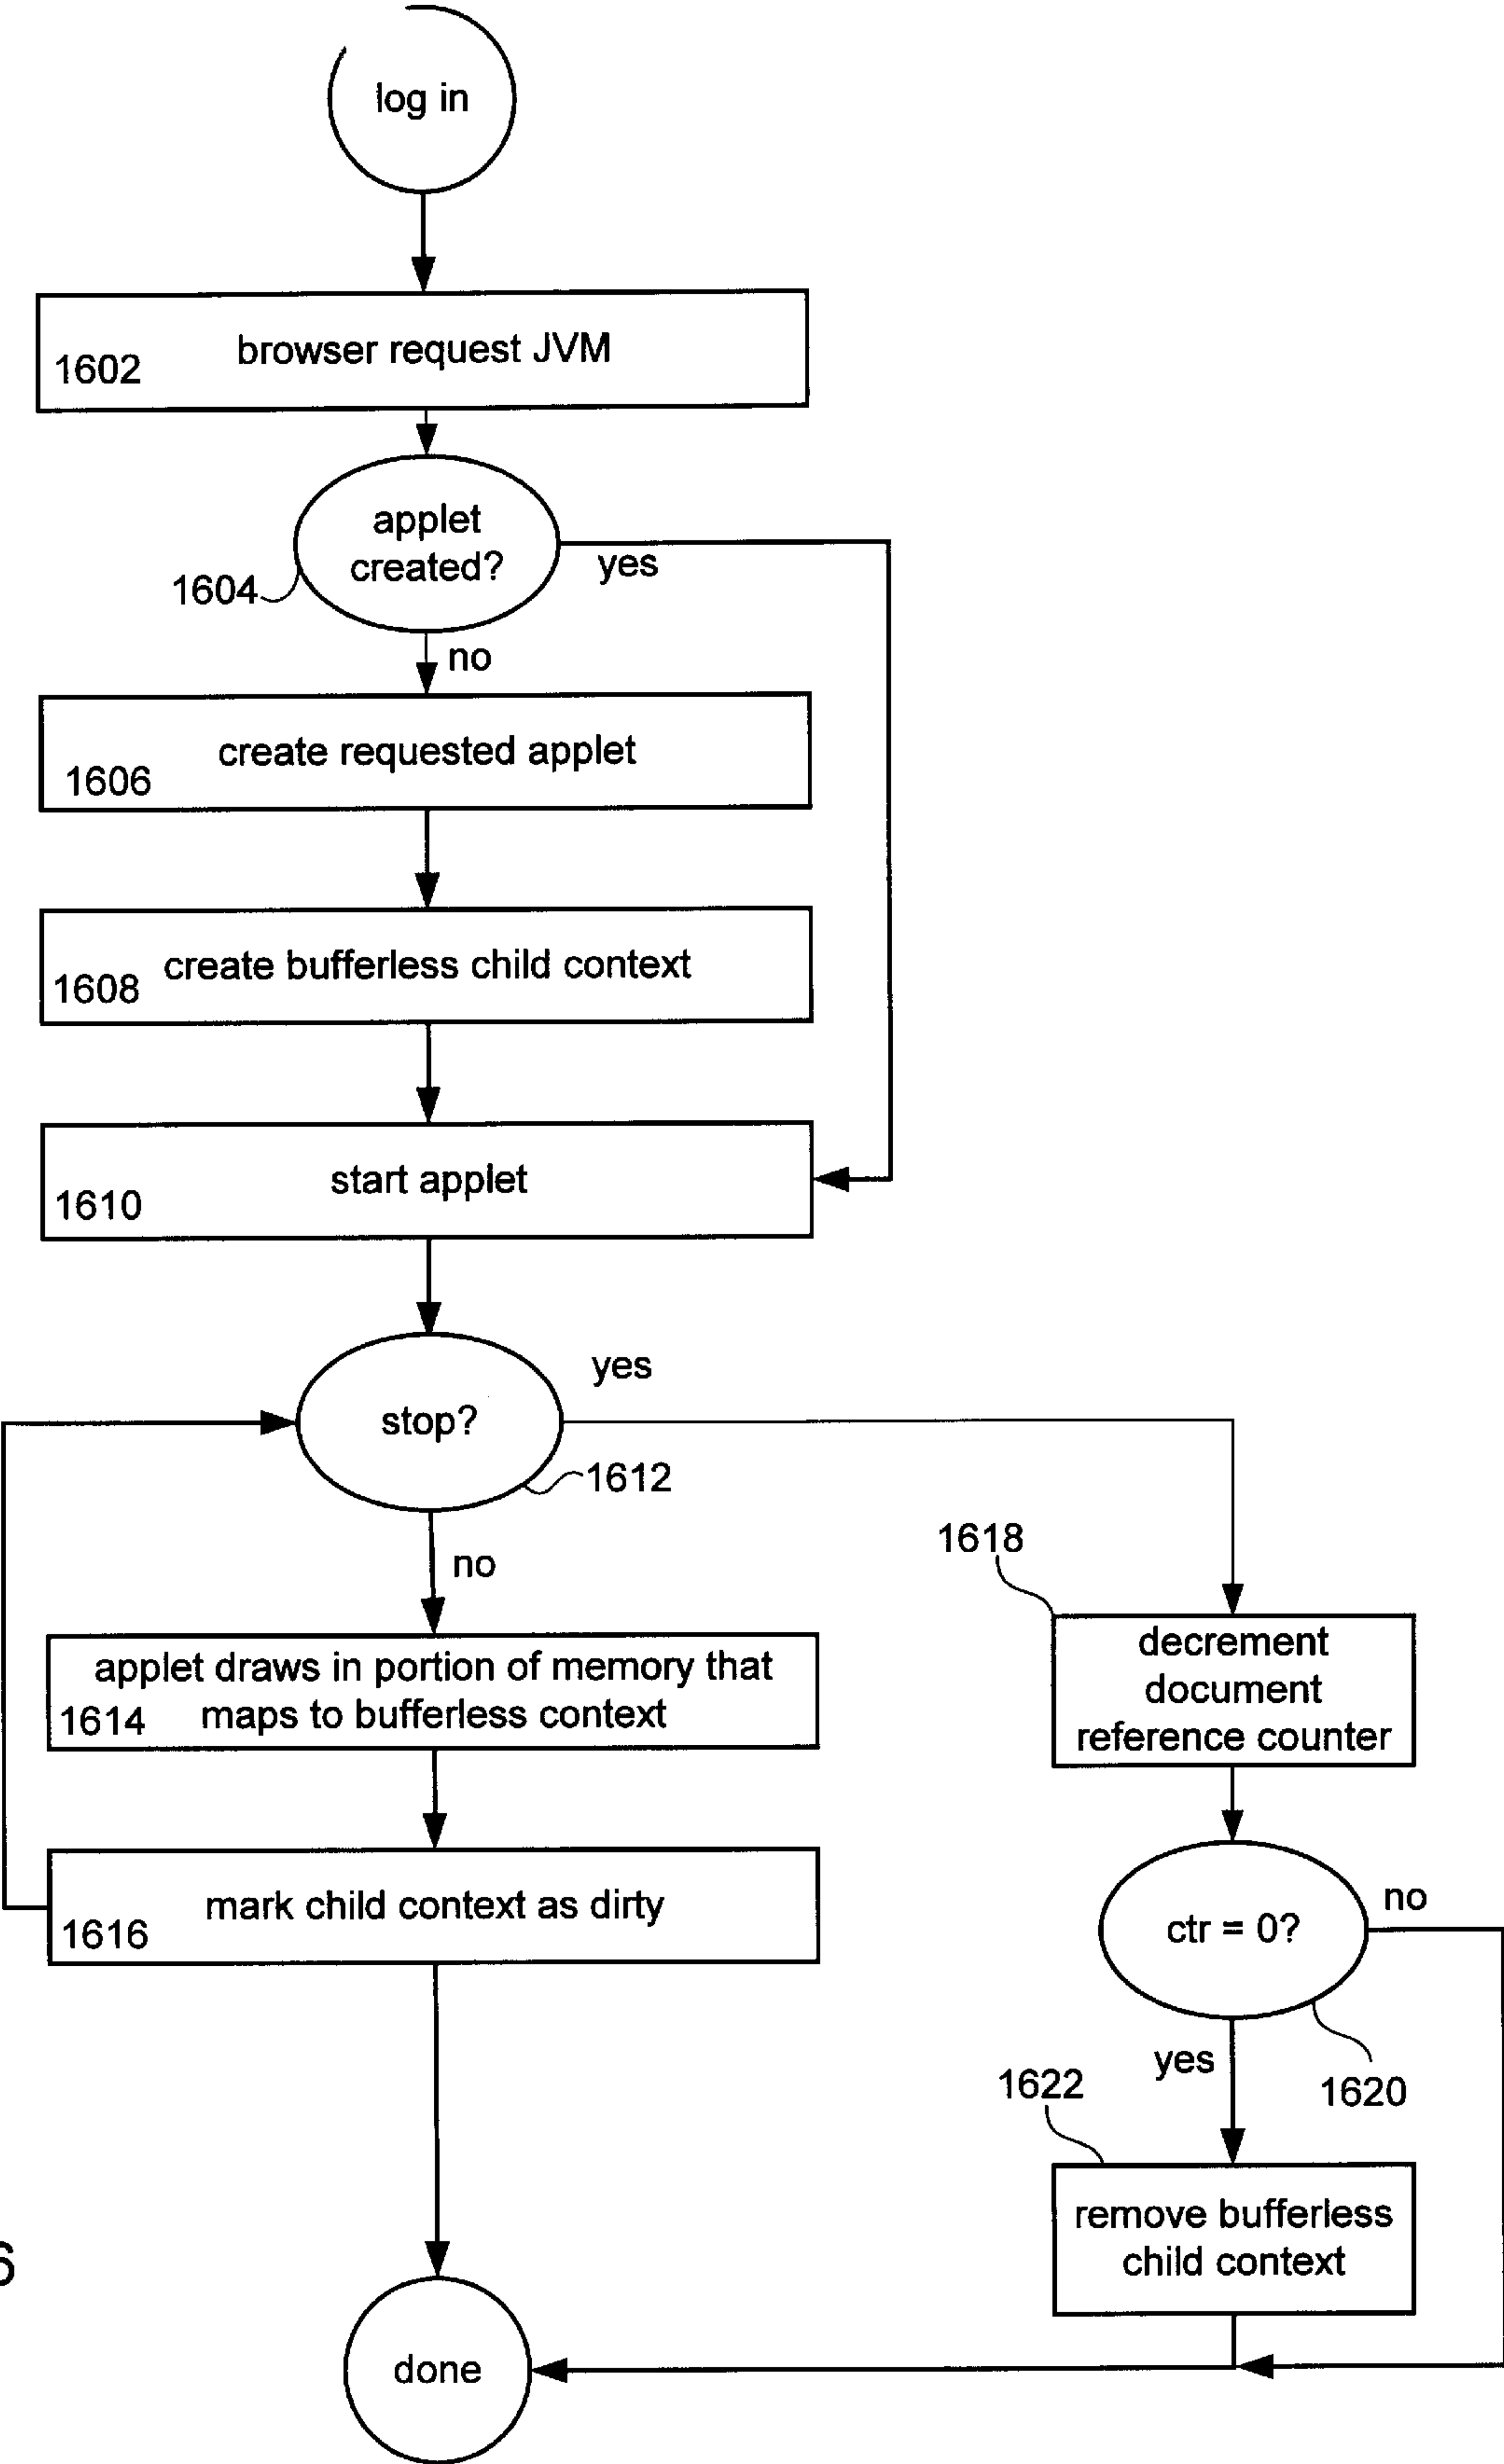 log in
browser request JVM
1602
applet
created?
yes
1604
no
create requested applet
1606
create bufferless child context
1608
start applet
1610
yes
stop?
1612
no
1618
applet draws in portion of memory that
1614 maps to bufferless context
decrement
document
reference counter
mark child context as dirty
1616
no
ctr = 0?
yes
1622
1620
remove bufferless
child context
6
done